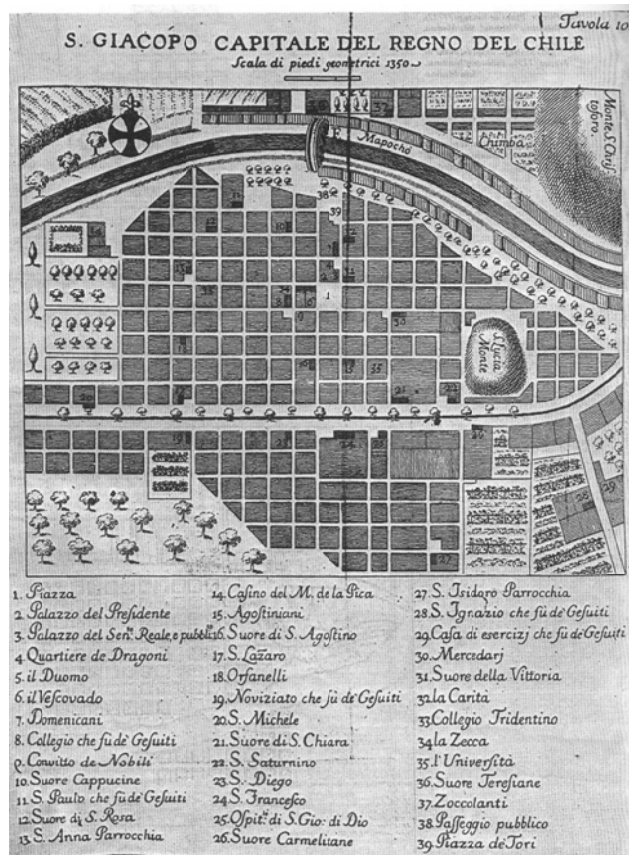 Tavola 10
S. GIACOPO CAPITALE DEL REGNO DEL CHILE
Scala di piedi geometrici 1350
F. Mapochò
Chimba
Monte S. Christoforo.
S. Lucia
Monte
1. Piazza
2. Palazzo del Presidente
3. Palazzo del Sen.to Reale, e pubbli
4. Quartiere de Dragoni
5. il Duomo
6. il Vescovado
7. Domenicani
8. Collegio che fù de' Gesuiti
9. Convitto de Nobili
10. Suore Cappucine
11. S. Paulo che fù de' Gesuiti
12. Suore di S. Rosa
13. S. Anna Parrocchia
14. Casino del M. de la Pica
15. Agostiniani
16. Suore di S. Agostino
17. S. Lazaro
18. Orfanelli
19. Noviziato che fù de' Gesuiti
20. S. Michele
21. Suore di S. Chiara
22. S. Saturnino
23. S. Diego
24. S. Francesco
25. Ospit.e di S. Gio: di Dio
26. Suore Carmelitane
27. S. Isidoro Parrocchia
28. S. Ignazio che fù de' Gesuiti
29. Casa di esercizj che fù de' Gesuiti
30. Mercedarj
31. Suore della Vittoria
32. la Carità
33. Collegio Tridentino
34. la Zecca
35. l'Università
36. Suore Teresiane
37. Zoccolanti
38. Passeggio pubblico
39. Piazza de Tori